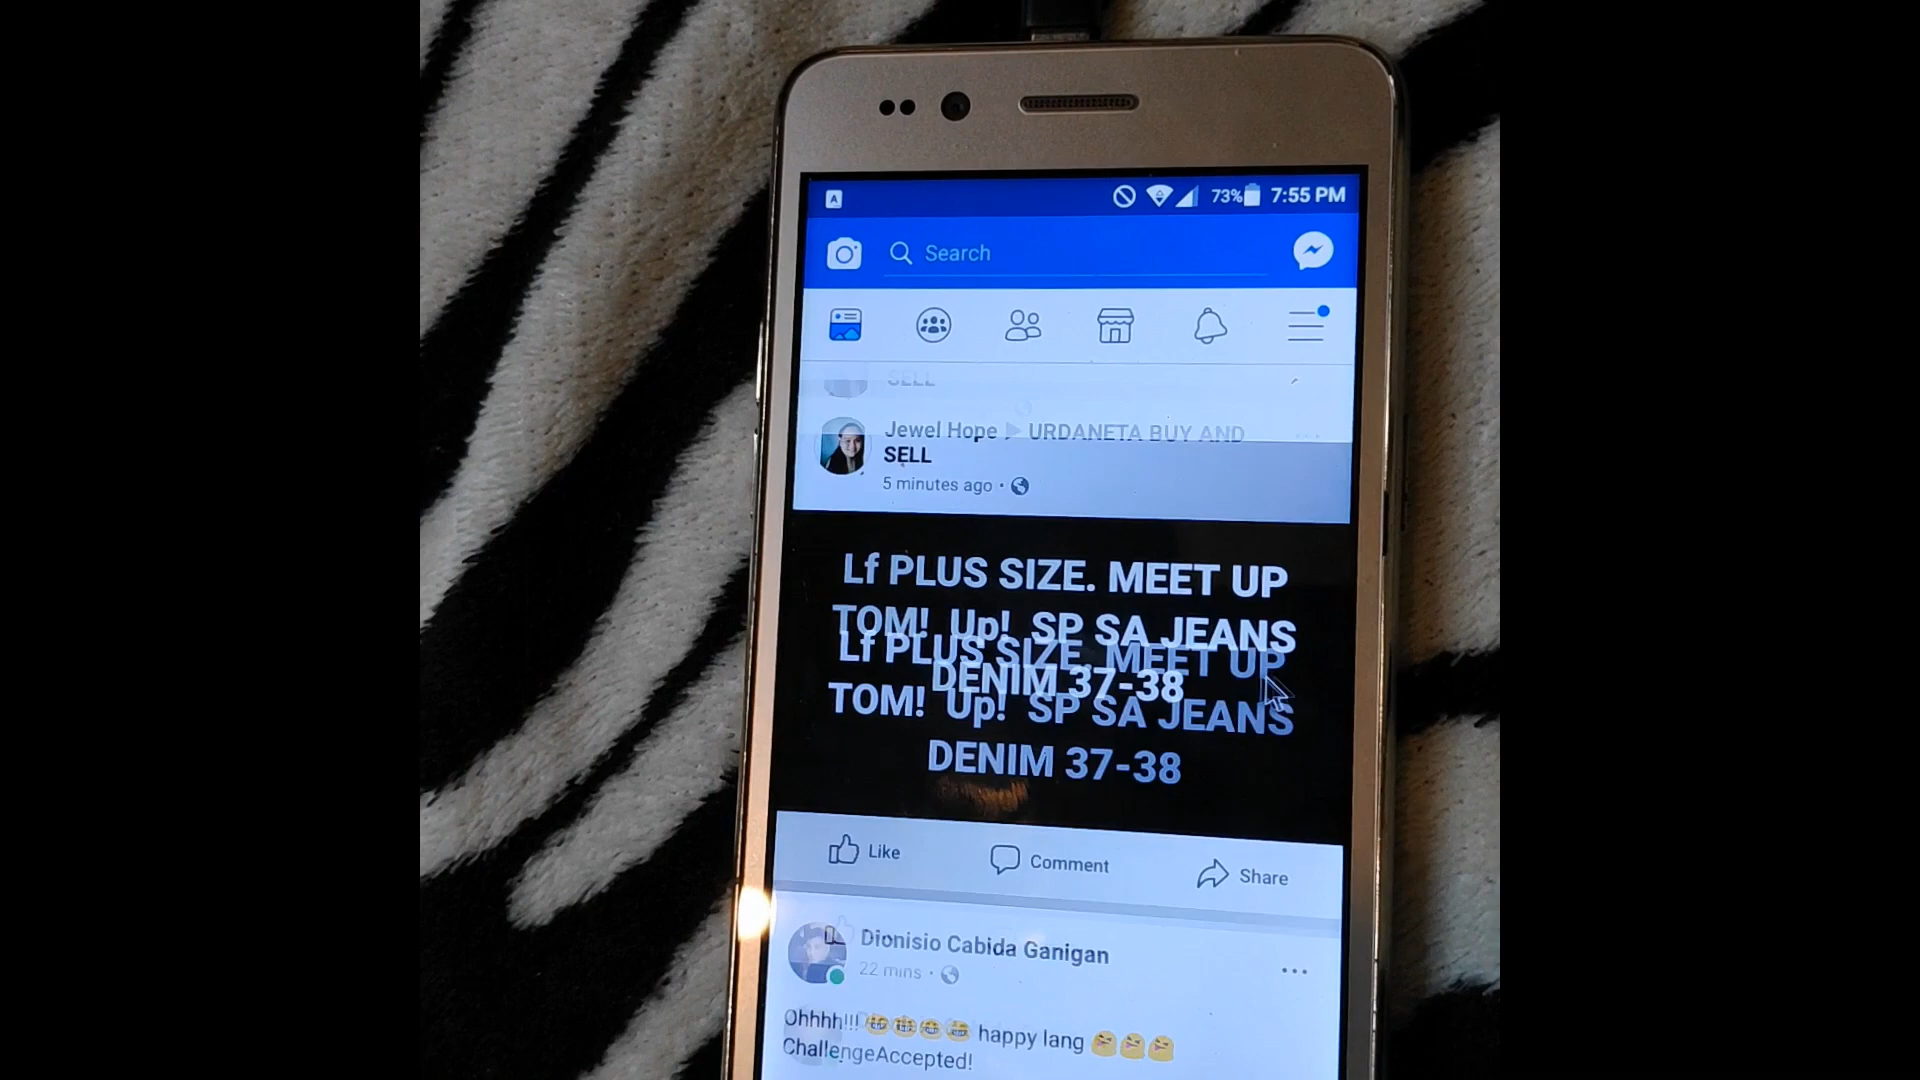 A
73% 7:55 PM
Search
SELL
Jewel Hope ▶ URDANETA BUY AND
SELL
5 minutes ago ·
Lf PLUS SIZE. MEET UP
TOM! Up! SP SA JEANS
DENIM 37-38
Lf PLUS SIZE. MEET UP
TOM! Up! SP SA JEANS
DENIM 37-38
Like Comment Share
Dionisio Cabida Ganigan
22 mins ·
Ohhhh!!! 😂😂😂😂 happy lang 😝😝😝
ChallengeAccepted!